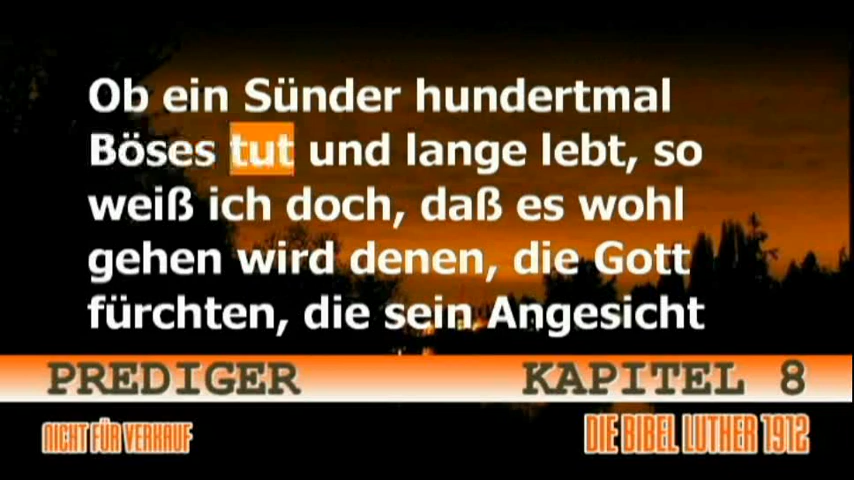 Ob ein Sünder hundertmal
Böses tut und lange lebt, so
weiß ich doch, daß es wohl
gehen wird denen, die Gott
fürchten, die sein Angesicht
PREDIGER KAPITEL 8
NICHT FÜR VERKAUF DIE BIBEL LUTHER 1912